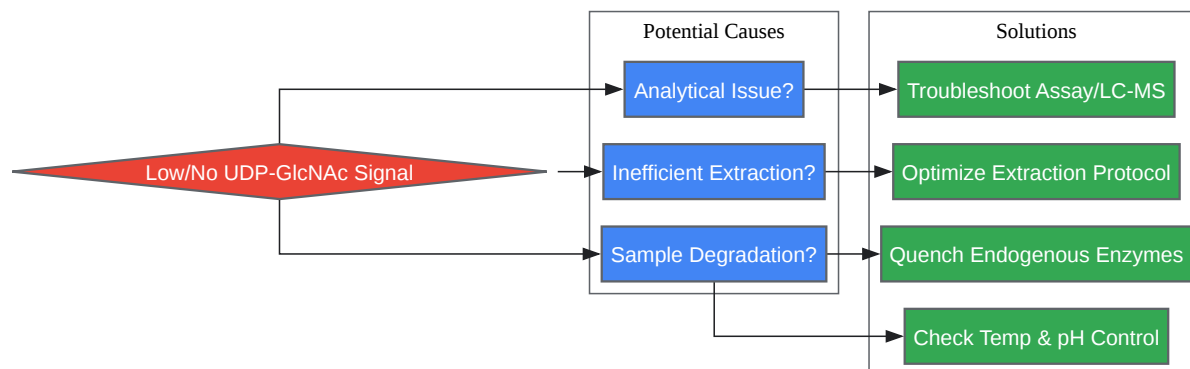 Potential Causes
Solutions
Analytical Issue?
Troubleshoot Assay/LC-MS
Low/No UDP-GlcNAc Signal
Inefficient Extraction?
Optimize Extraction Protocol
Sample Degradation?
Quench Endogenous Enzymes
Check Temp & pH Control